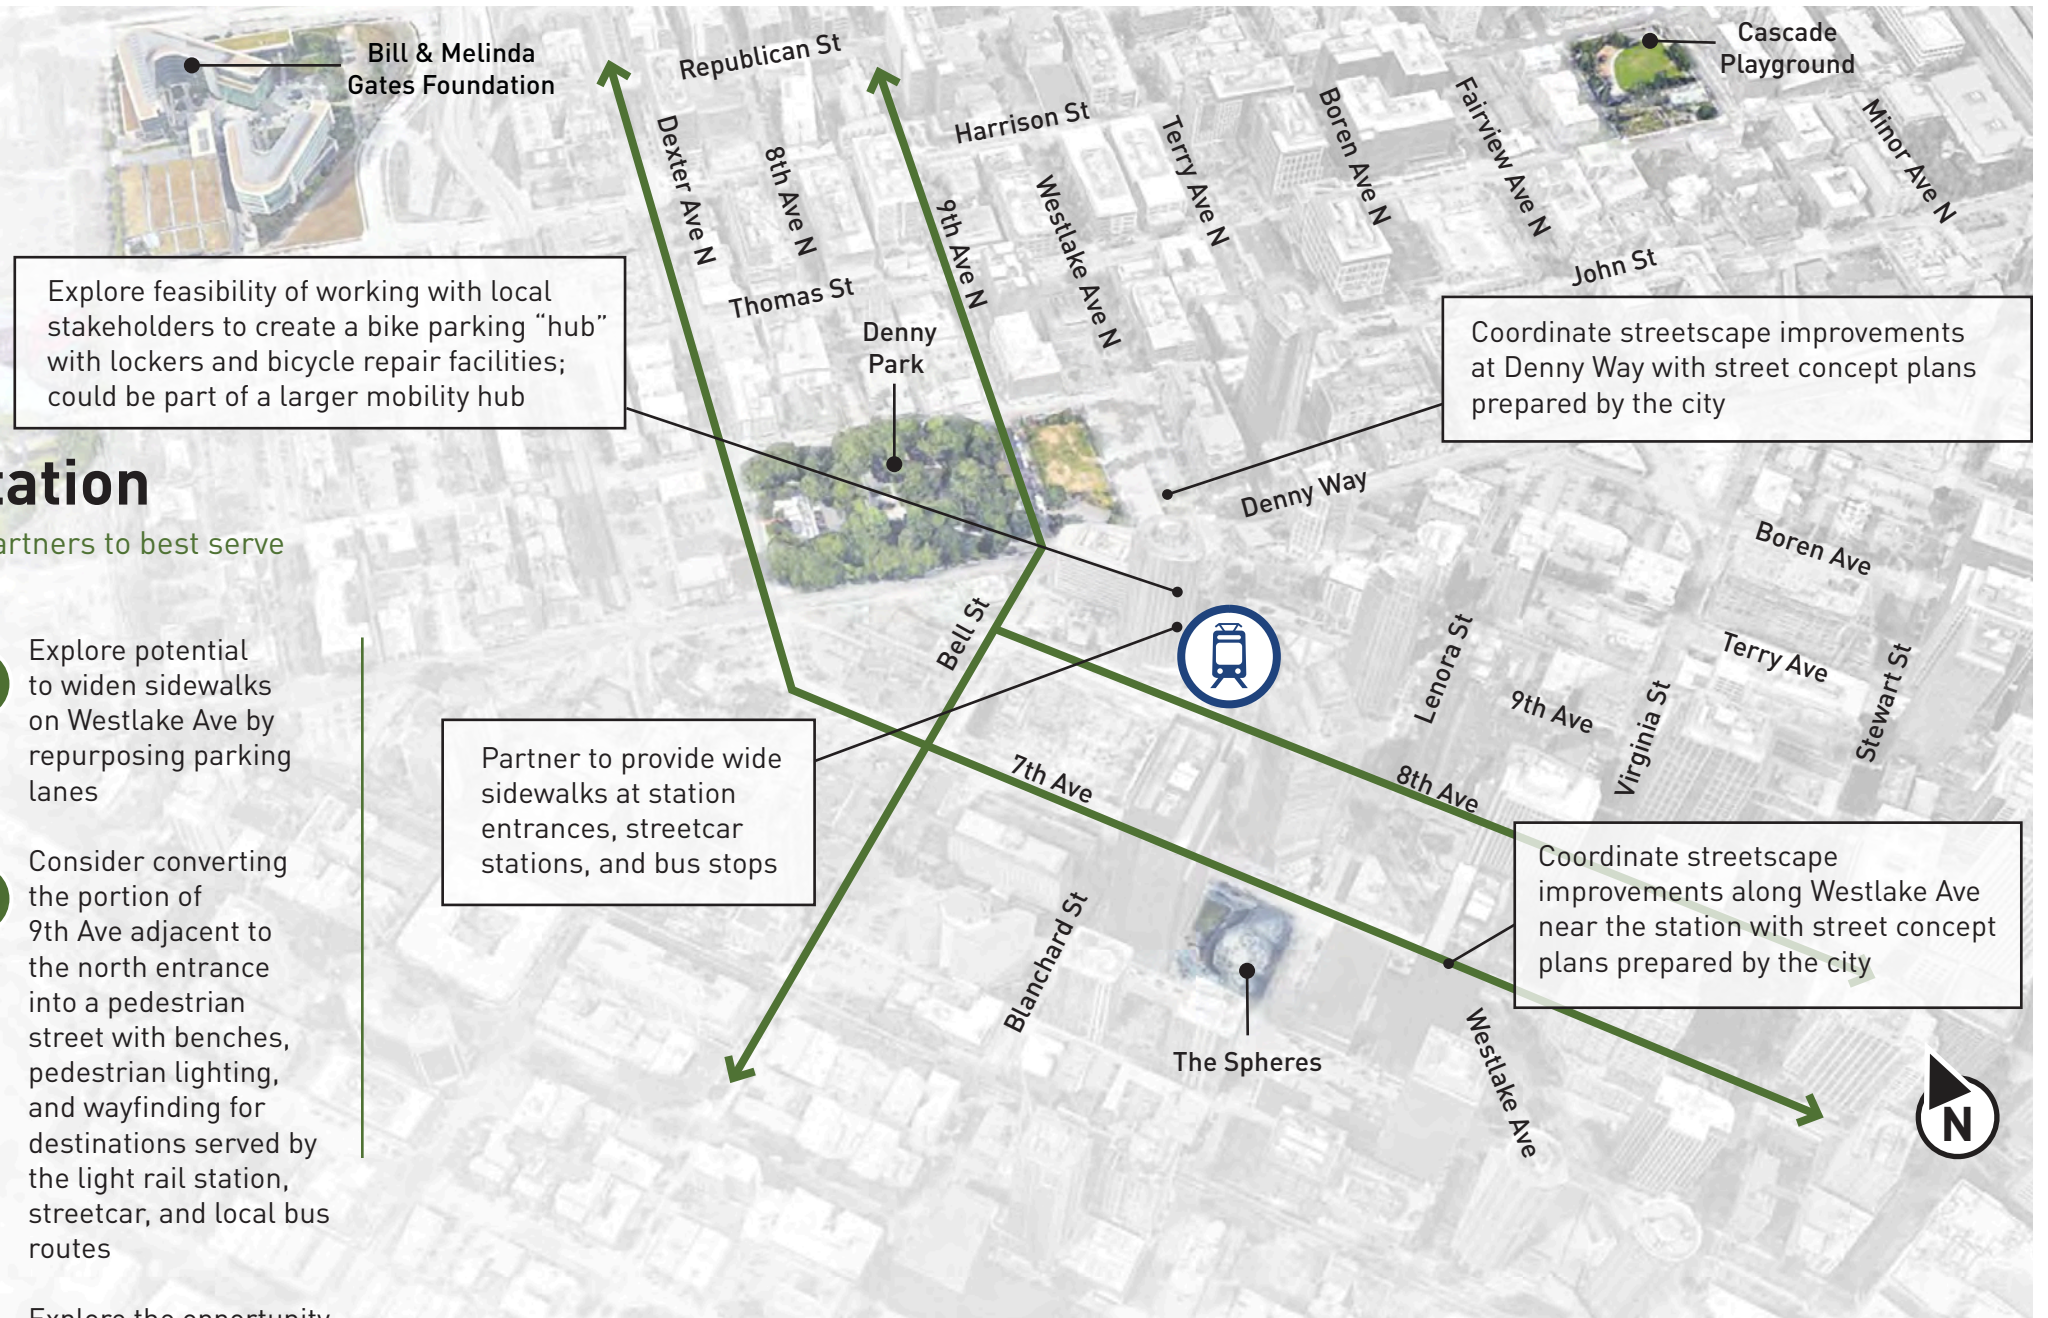 Bill & Melinda
Gates Foundation
Republican St
Cascade
Playground
Harrison St
Dexter Ave N
8th Ave N
9th Ave N
Westlake Ave N
Terry Ave N
Boren Ave N
Fairview Ave N
Minor Ave N
John St
Thomas St
Denny
Park
Explore feasibility of working with local
stakeholders to create a bike parking “hub”
with lockers and bicycle repair facilities;
could be part of a larger mobility hub
Coordinate streetscape improvements
at Denny Way with street concept plans
prepared by the city
tation
artners to best serve
Denny Way
Boren Ave
Bell St
Lenora St
Terry Ave
9th Ave
Virginia St
Stewart St
Explore potential
to widen sidewalks
on Westlake Ave by
repurposing parking
lanes
Partner to provide wide
sidewalks at station
entrances, streetcar
stations, and bus stops
7th Ave
8th Ave
Coordinate streetscape
improvements along Westlake Ave
near the station with street concept
plans prepared by the city
Consider converting
the portion of
9th Ave adjacent to
the north entrance
into a pedestrian
street with benches,
pedestrian lighting,
and wayfinding for
destinations served by
the light rail station,
streetcar, and local bus
routes
Blanchard St
The Spheres
Westlake Ave
N
Explore the opportunity